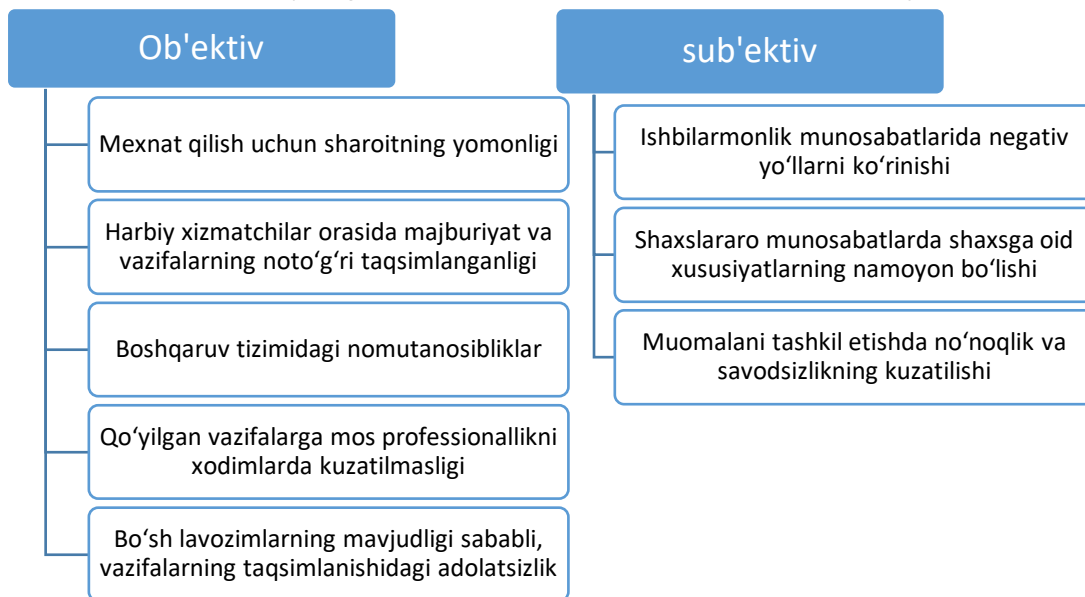 Ob'ektiv
Mexnat qilish uchun sharoitning yomonligi
Harbiy xizmatchilar orasida majburiyat va
vazifalarning noto‘g‘ri taqsimlanganligi
Boshqaruv tizimidagi nomutanosibliklar
Qo‘yilgan vazifalarga mos professionallikni
xodimlarda kuzatilmasligi
Bo‘sh lavozimlarning mavjudligi sababli,
vazifalarning taqsimlanishidagi adolatsizlik
sub'ektiv
Ishbilarmonlik munosabatlarida negativ
yo‘llarni ko‘rinishi
Shaxslararo munosabatlarda shaxsga oid
xususiyatlarning namoyon bo‘lishi
Muomalani tashkil etishda no‘noqlik va
savodsizlikning kuzatilishi